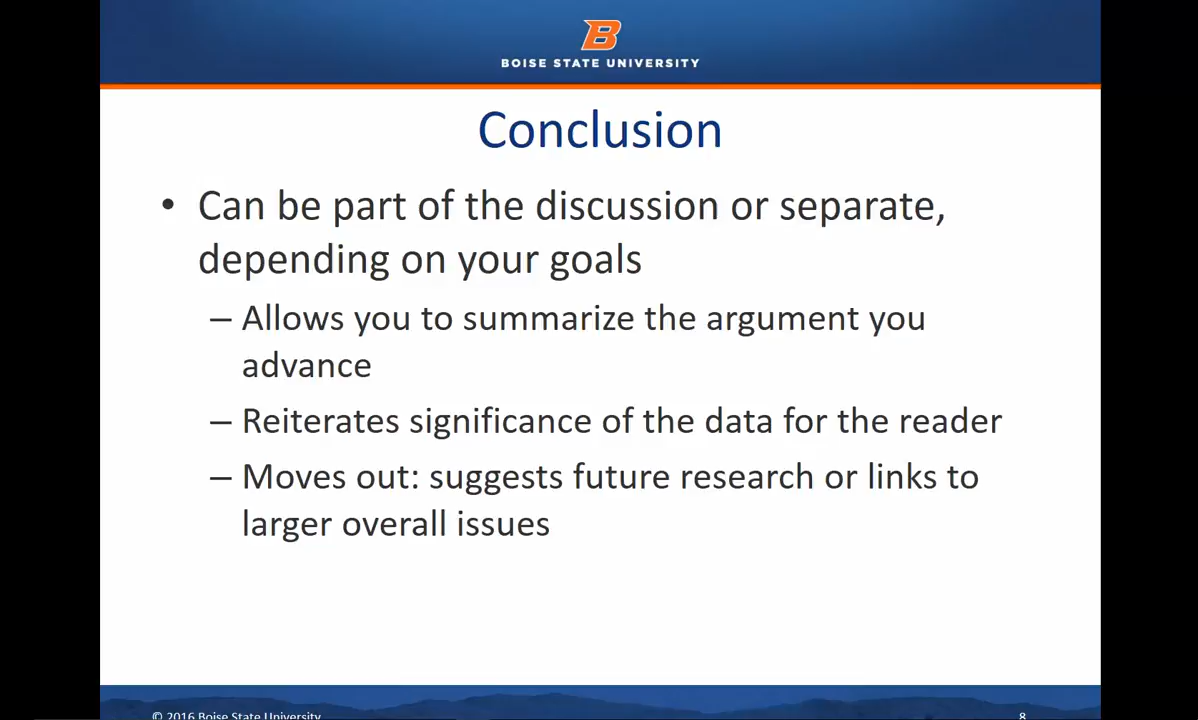 B
BOISE STATE UNIVERSITY
Conclusion
• Can be part of the discussion or separate,
depending on your goals
– Allows you to summarize the argument you
advance
– Reiterates significance of the data for the reader
– Moves out: suggests future research or links to
larger overall issues
© 2016 Boise State University
8